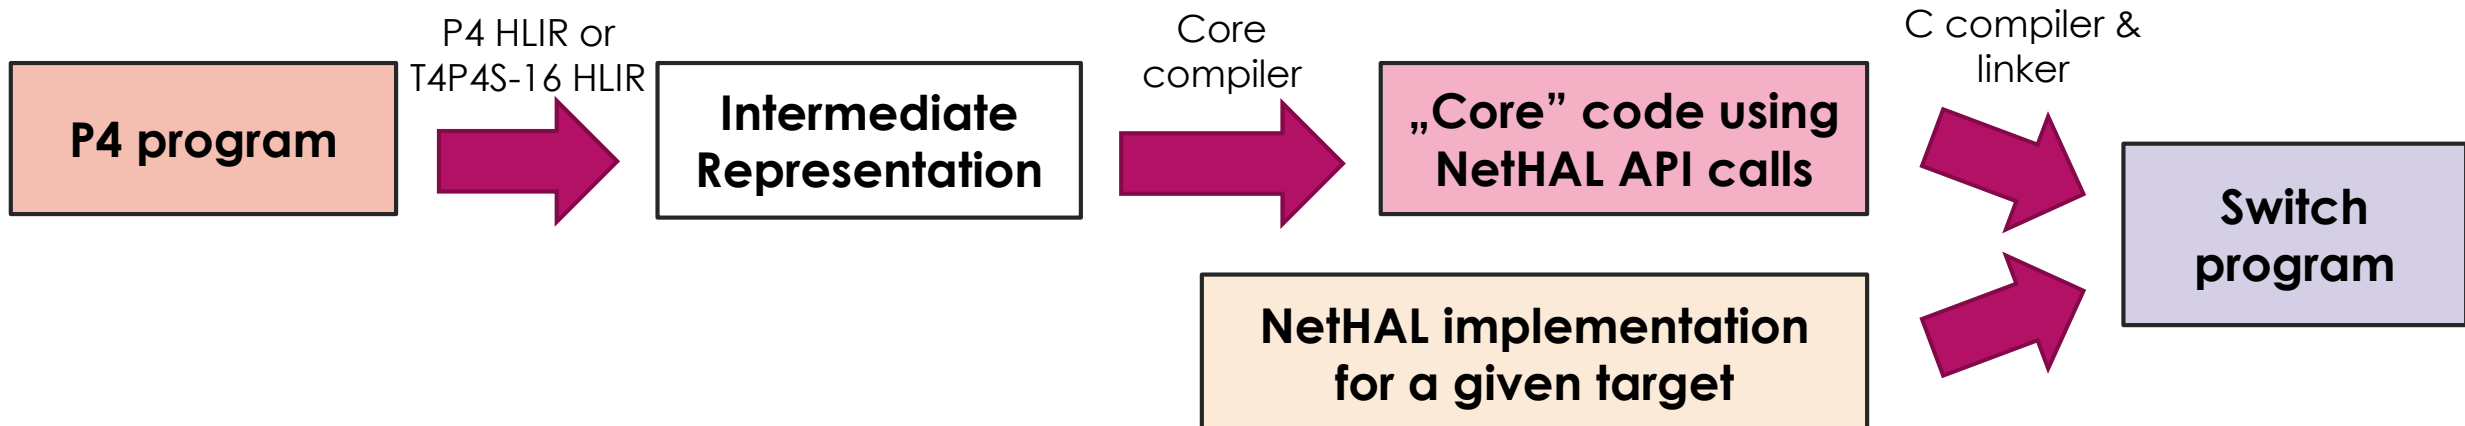 P4 HLIR or
T4P4S-16 HLIR
Core
compiler
C compiler &
linker
P4 program
Intermediate
Representation
„Core” code using
NetHAL API calls
Switch
program
NetHAL implementation
for a given target